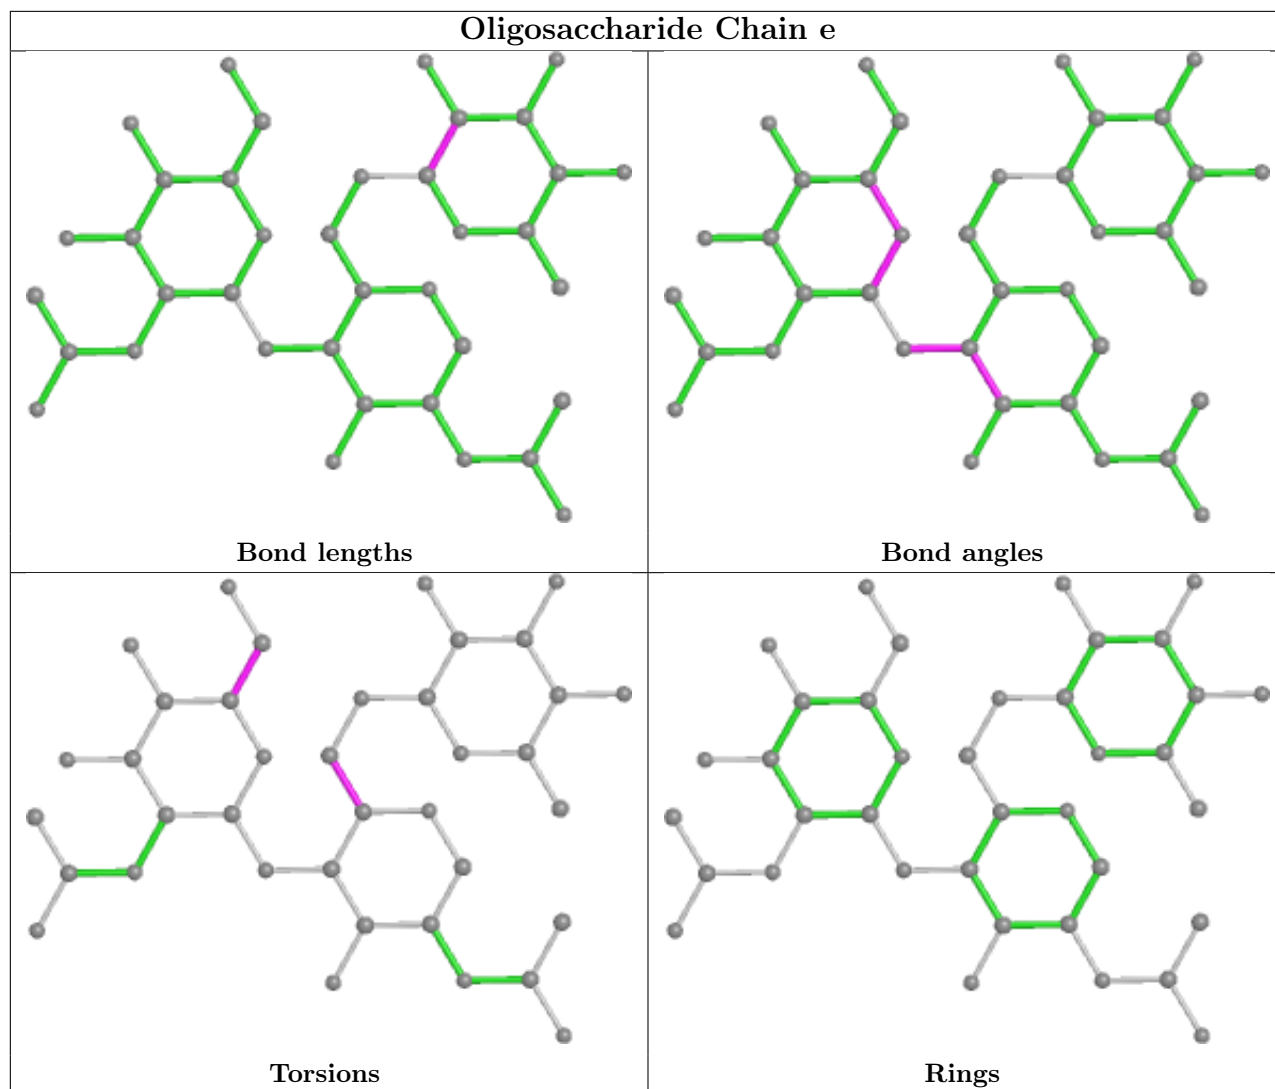 Oligosaccharide Chain e
Bond lengths
Bond angles
Torsions
Rings